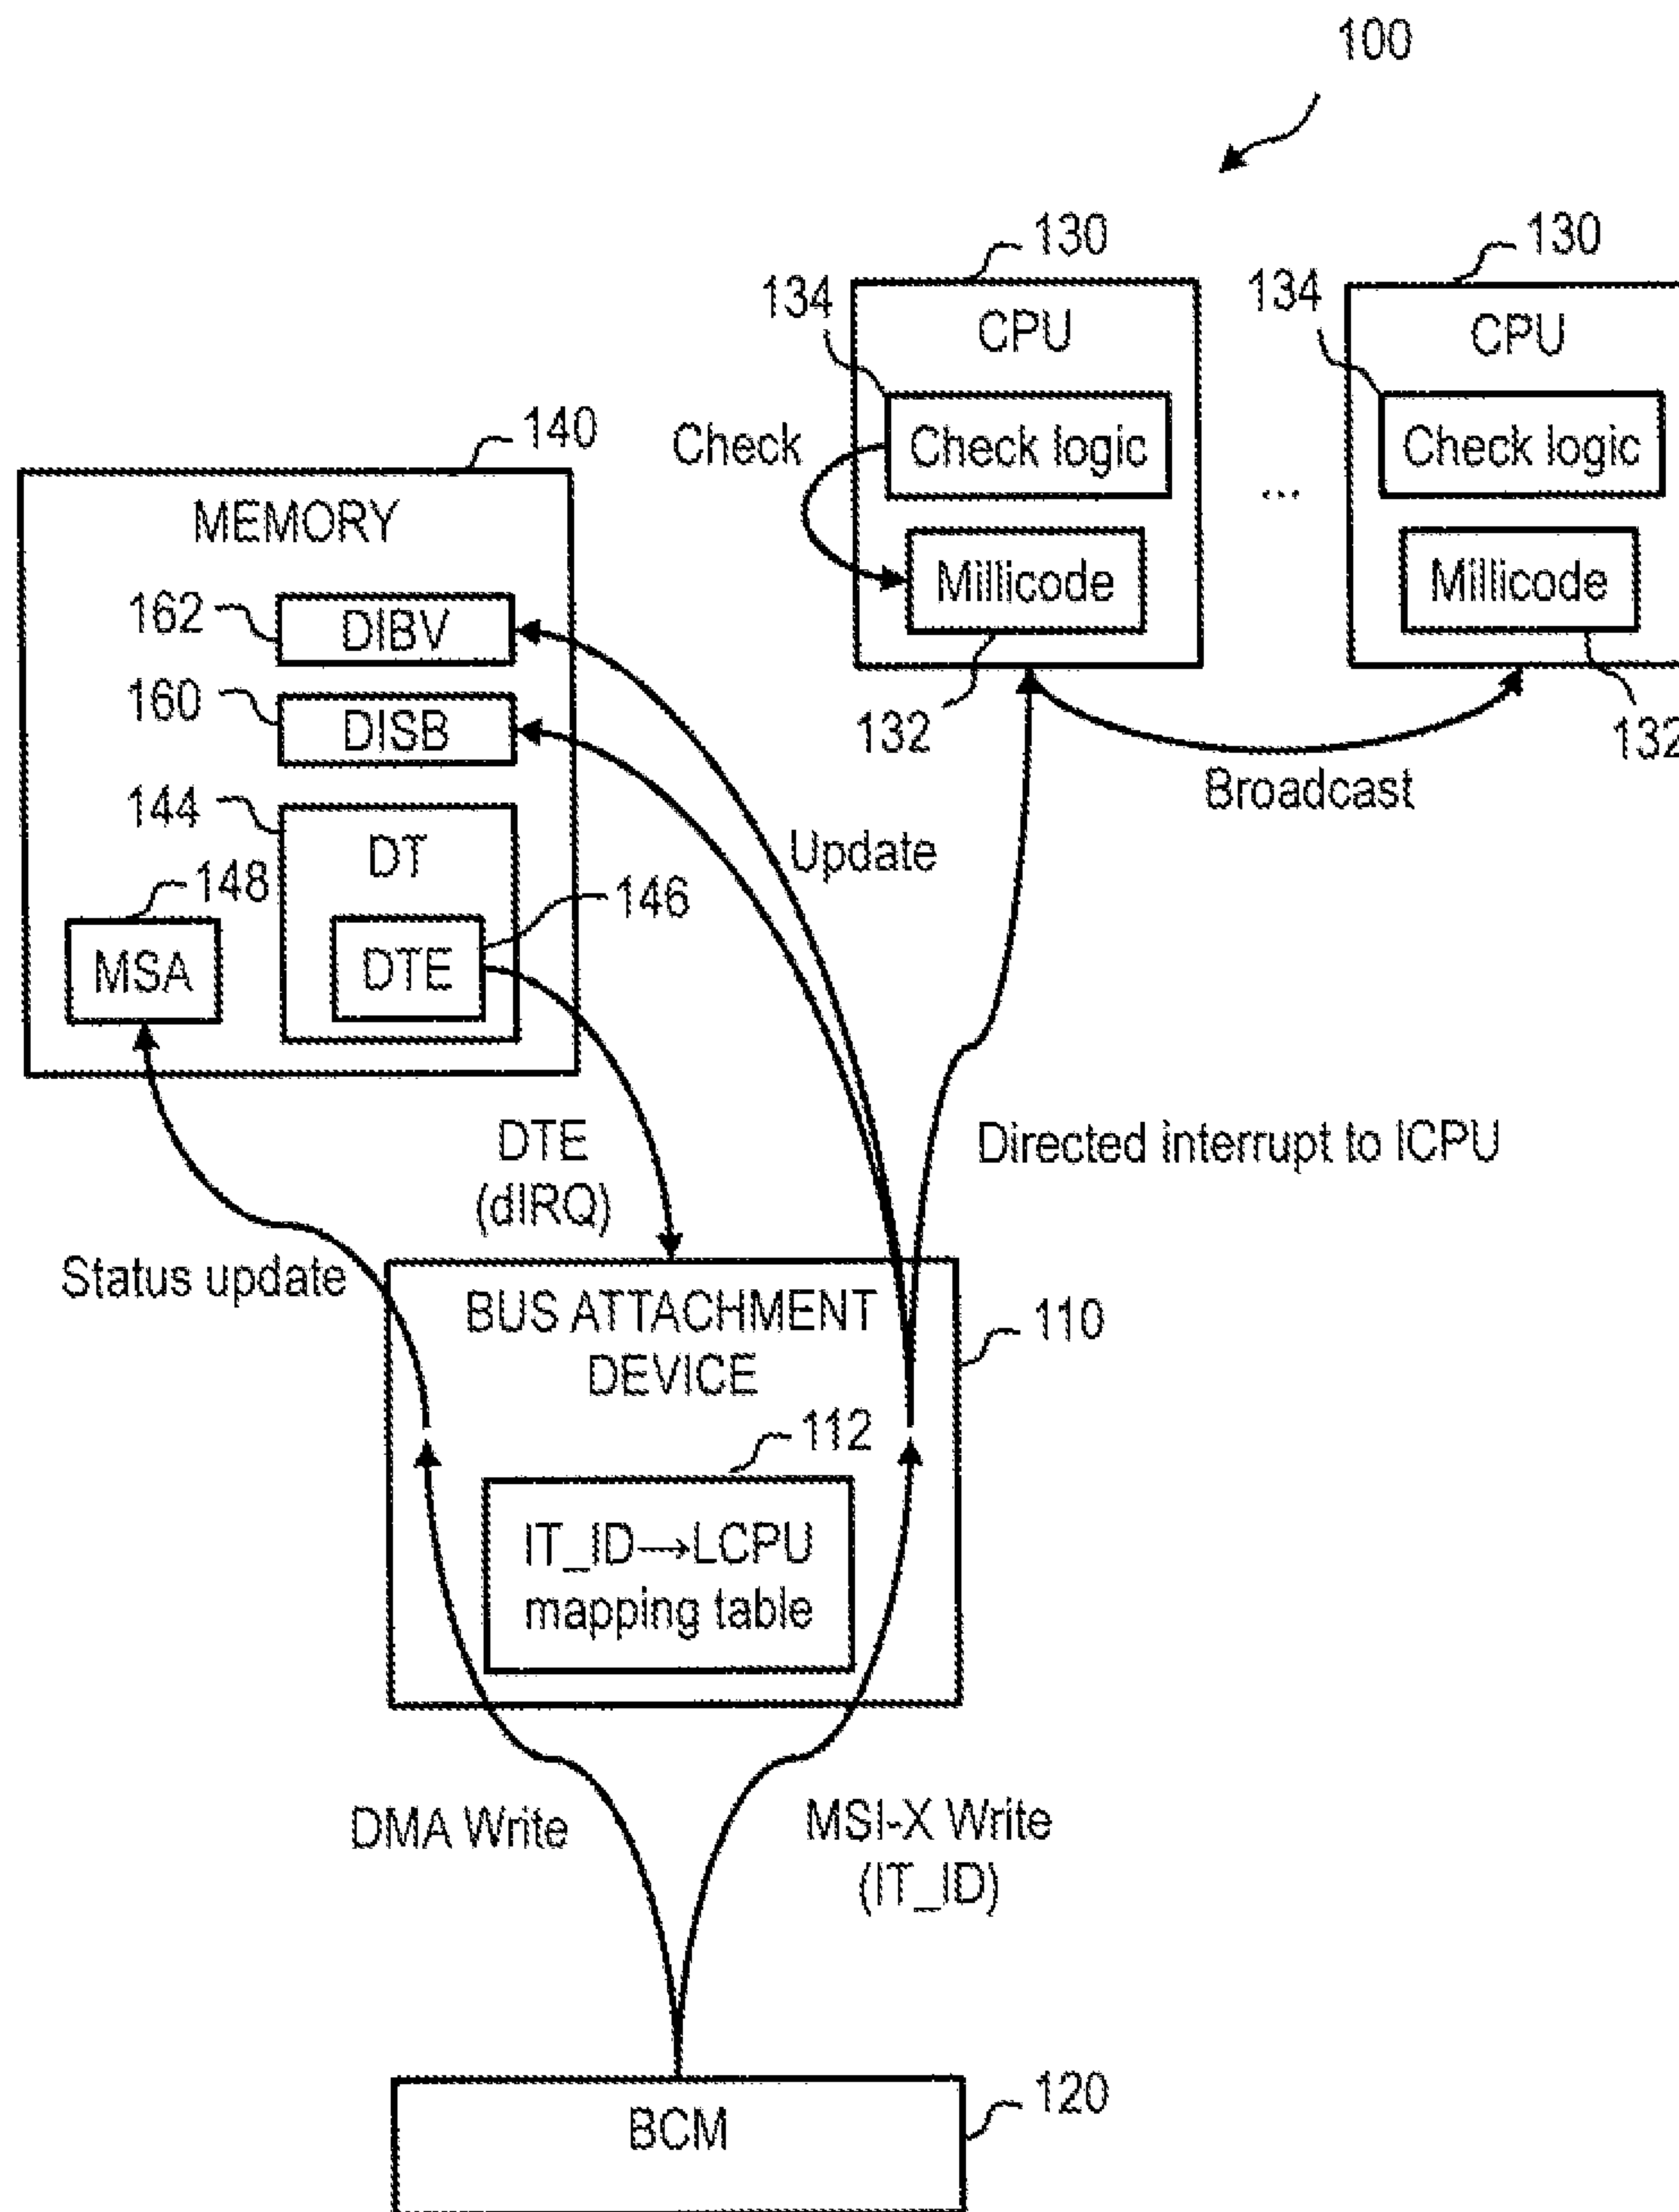 100
130
130
134
134
CPU
CPU
Check logic
Check logic
Check
...
140
MEMORY
Millicode
Millicode
162
DIBV
160
DISB
132
132
Broadcast
144
DT
Update
148
146
MSA
DTE
DTE
(dIRQ)
Directed interrupt to ICPU
Status update
BUS ATTACHMENT
DEVICE
110
112
IT_ID→LCPU
mapping table
DMA Write
MSI-X Write
(IT_ID)
120
BCM